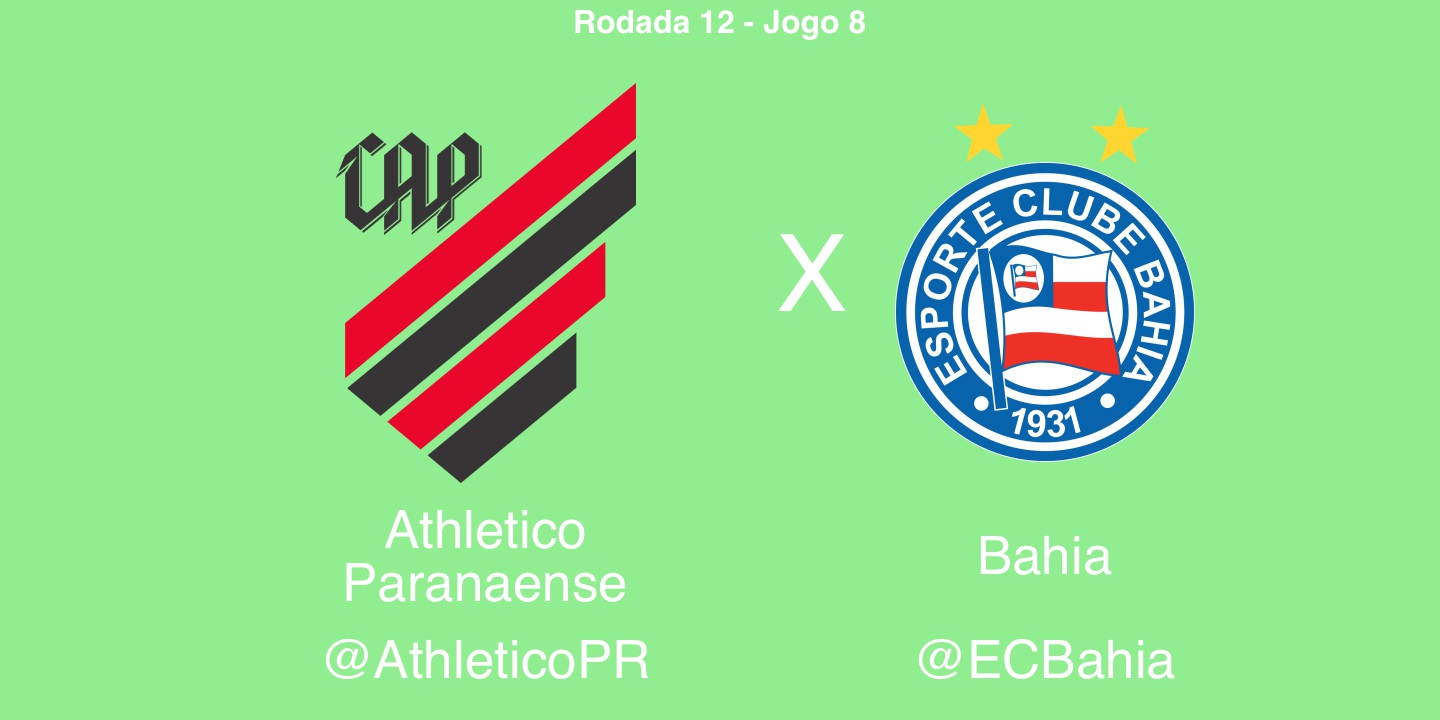 Rodada 12 - Jogo 8
CAP
X
ESPORTE CLUBE BAHIA
1931
Athletico
Paranaense
Bahia
@AthleticoPR
@ECBahia